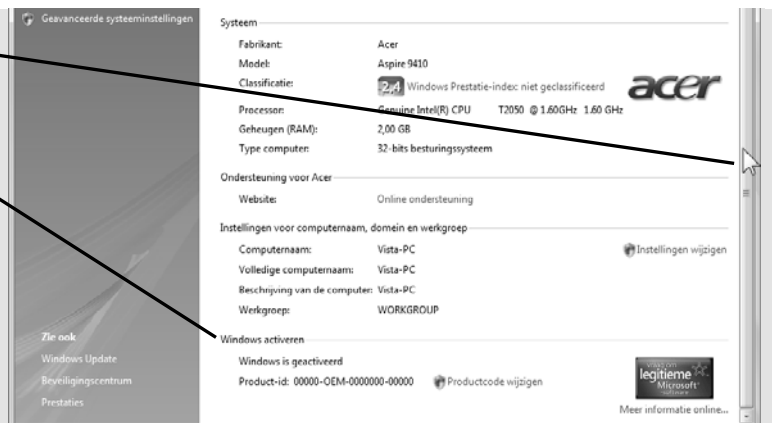 Geavanceerde systeeminstellingen
Systeem
Fabrikant: Acer
Model: Aspire 9410
Classificatie: 2,4 Windows Prestatie-index: niet geclassificeerd
acer
Processor: Genuine Intel(R) CPU T2050 @ 1.60GHz 1.60 GHz
Geheugen (RAM): 2,00 GB
Type computer: 32-bits besturingssysteem
Ondersteuning voor Acer
Website: Online ondersteuning
Instellingen voor computernaam, domein en werkgroep
Computernaam: Vista-PC Instellingen wijzigen
Volledige computernaam: Vista-PC
Beschrijving van de computer: Vista-PC
Werkgroep: WORKGROUP
Zie ook
Windows Update
Beveiligingscentrum
Prestaties
Windows activeren
Windows is geactiveerd
Product-id: 00000-OEM-0000000-00000 Productcode wijzigen
vraag om
legitieme
Microsoft
software
Meer informatie online...